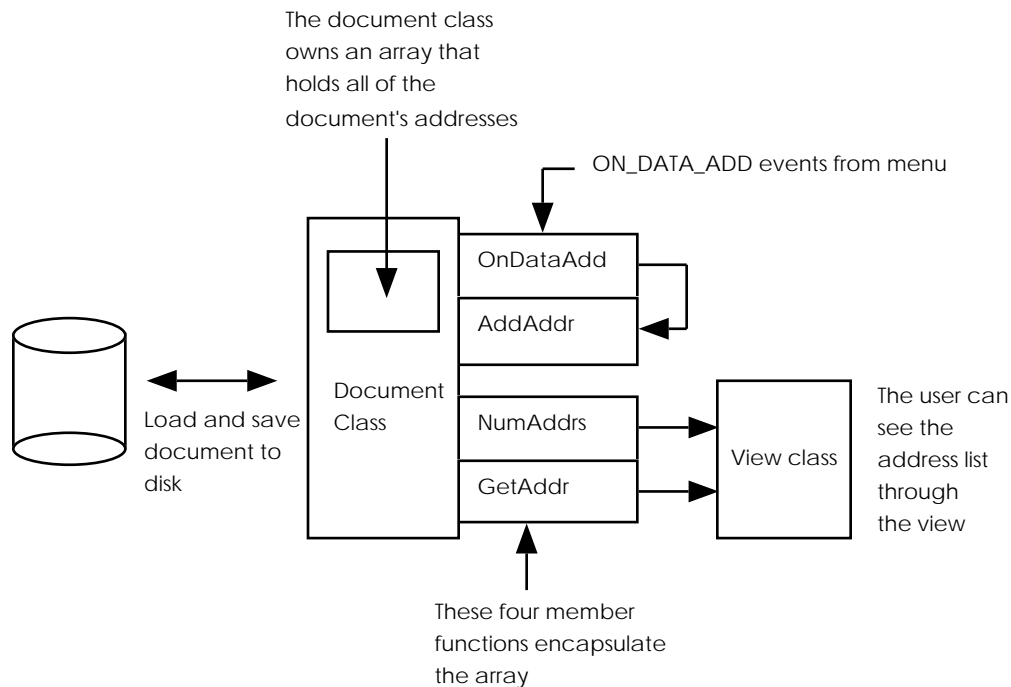 The document class
owns an array that
holds all of the
document's addresses
ON_DATA_ADD events from menu
OnDataAdd
AddAddr
Document
Class
NumAddrs
GetAddr
Load and save
document to
disk
View class
The user can
see the
address list
through
the view
These four member
functions encapsulate
the array